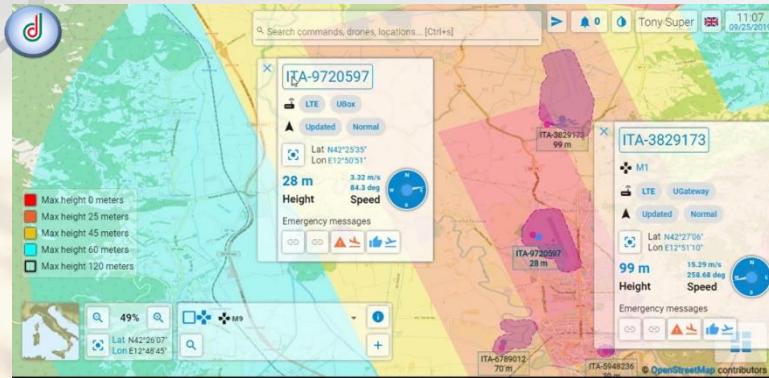 Search commands, drones, locations... [Ctrl+s]
0
Tony Super
11:07
09/25/2019
ITA-9720597
LTE UBox
Updated Normal
Lat N42°25'35"
Lon E12°50'51"
28 m
3.32 m/s
84.3 deg
Height Speed
Emergency messages
ITA-3829173
99 m
ITA-3829173
M1
LTE UGateway
Updated Normal
Lat N42°27'06"
Lon E12°51'10"
99 m
15.29 m/s
258.68 deg
Height Speed
Emergency messages
ITA-9720597
28 m
Max height 0 meters
Max height 25 meters
Max height 45 meters
Max height 60 meters
Max height 120 meters
49%
M9
Lat N42°26'07"
Lon E12°48'45"
ITA-6789012
70 m
ITA-5948236
© OpenStreetMap contributors